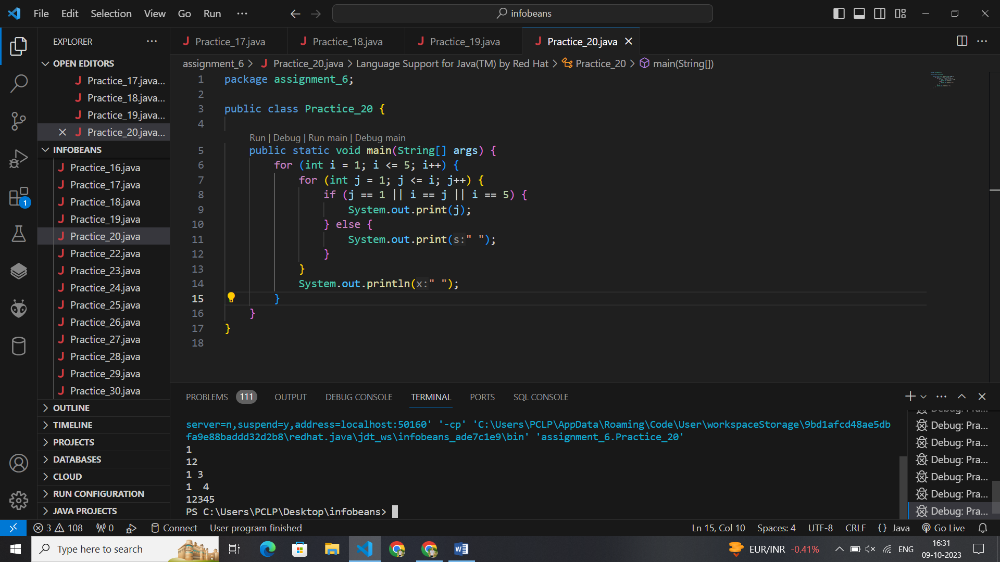 File Edit Selection View Go Run ··· infobeans
EXPLORER ···
OPEN EDITORS
Practice_17.java...
Practice_18.java...
Practice_19.java...
Practice_20.java...
INFOBEANS
Practice_16.java
Practice_17.java
Practice_18.java
Practice_19.java
Practice_20.java
Practice_22.java
Practice_23.java
Practice_24.java
Practice_25.java
Practice_26.java
Practice_27.java
Practice_28.java
Practice_29.java
Practice_30.java
OUTLINE
TIMELINE
PROJECTS
DATABASES
CLOUD
RUN CONFIGURATION
JAVA PROJECTS
1
Practice_17.java Practice_18.java Practice_19.java Practice_20.java
assignment_6 > Practice_20.java > Language Support for Java(TM) by Red Hat > Practice_20 > main(String[])
1 package assignment_6;
2
3 public class Practice_20 {
4
Run | Debug | Run main | Debug main
5 public static void main(String[] args) {
6 for (int i = 1; i <= 5; i++) {
7 for (int j = 1; j <= i; j++) {
8 if (j == 1 || i == j || i == 5) {
9 System.out.print(j);
10 } else {
11 System.out.print(s:" ");
12 }
13 }
14 System.out.println(x:" ");
15 }
16 }
17 }
18
PROBLEMS 111 OUTPUT DEBUG CONSOLE TERMINAL PORTS SQL CONSOLE
server=n,suspend=y,address=localhost:50160' '-cp' 'C:\Users\PCLP\AppData\Roaming\Code\User\workspaceStorage\9bd1afcd48ae5db
fa9e88baddd32d2b8\redhat.java\jdt_ws\infobeans_ade7c1e9\bin' 'assignment_6.Practice_20'
1
12
1 3
1  4
12345
PS C:\Users\PCLP\Desktop\infobeans>
Debug: Pra...
Debug: Pra...
Debug: Pra...
Debug: Pra...
Debug: Pra...
Debug: Pra...
3 108 0 Connect User program finished Ln 15, Col 10 Spaces: 4 UTF-8 CRLF {} Java Go Live
Type here to search EUR/INR -0.41% ENG 16:31
09-10-2023